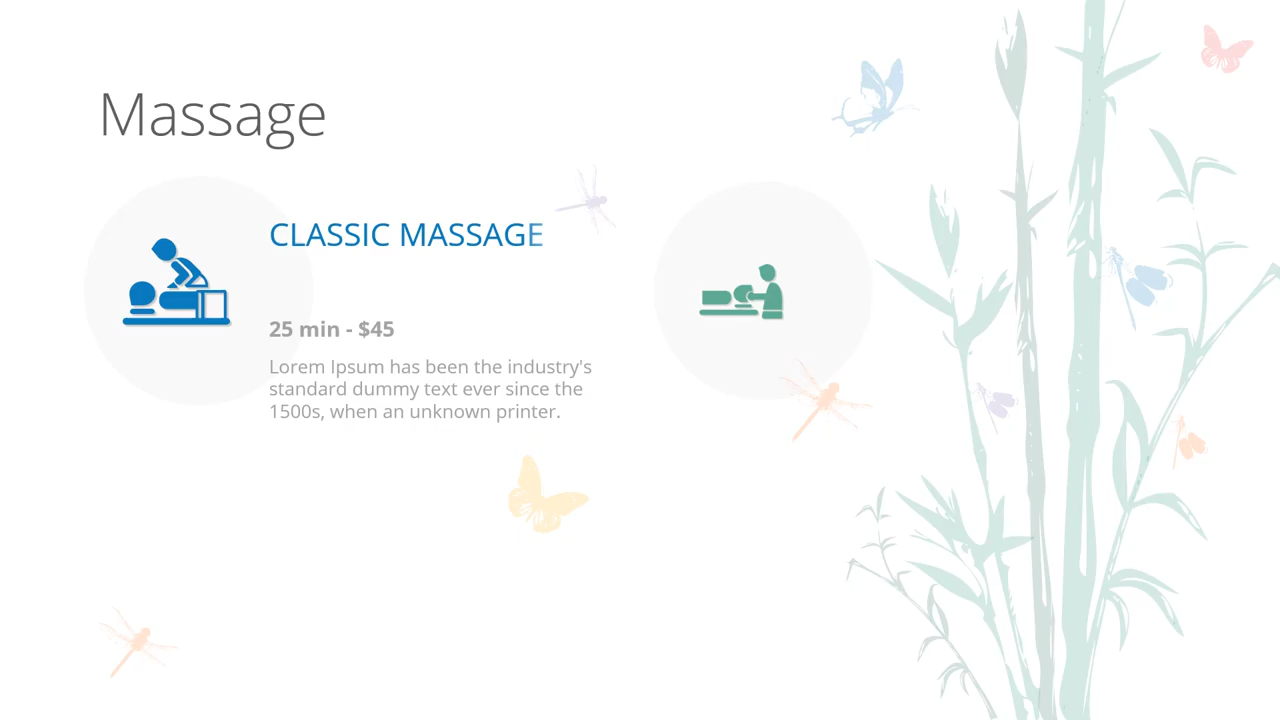 Massage
CLASSIC MASSAGE
25 min - $45
Lorem Ipsum has been the industry's
standard dummy text ever since the
1500s, when an unknown printer.